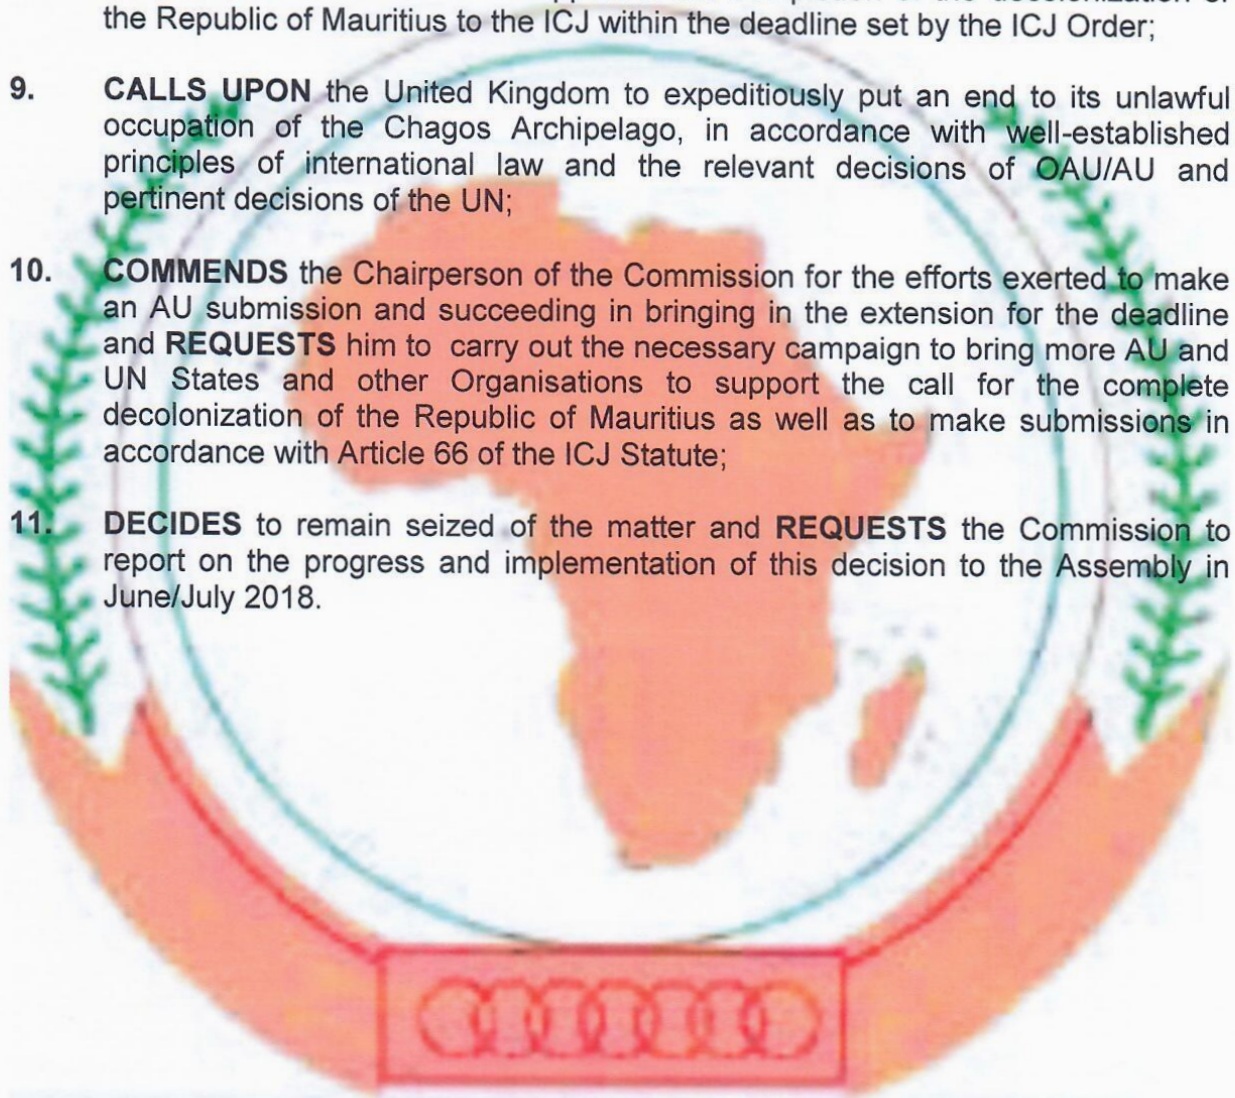 the Republic of Mauritius to the ICJ within the deadline set by the ICJ Order;
9. CALLS UPON the United Kingdom to expeditiously put an end to its unlawful
occupation of the Chagos Archipelago, in accordance with well-established
principles of international law and the relevant decisions of OAU/AU and
pertinent decisions of the UN;
10. COMMENDS the Chairperson of the Commission for the efforts exerted to make
an AU submission and succeeding in bringing in the extension for the deadline
and REQUESTS him to carry out the necessary campaign to bring more AU and
UN States and other Organisations to support the call for the complete
decolonization of the Republic of Mauritius as well as to make submissions in
accordance with Article 66 of the ICJ Statute;
11. DECIDES to remain seized of the matter and REQUESTS the Commission to
report on the progress and implementation of this decision to the Assembly in
June/July 2018.